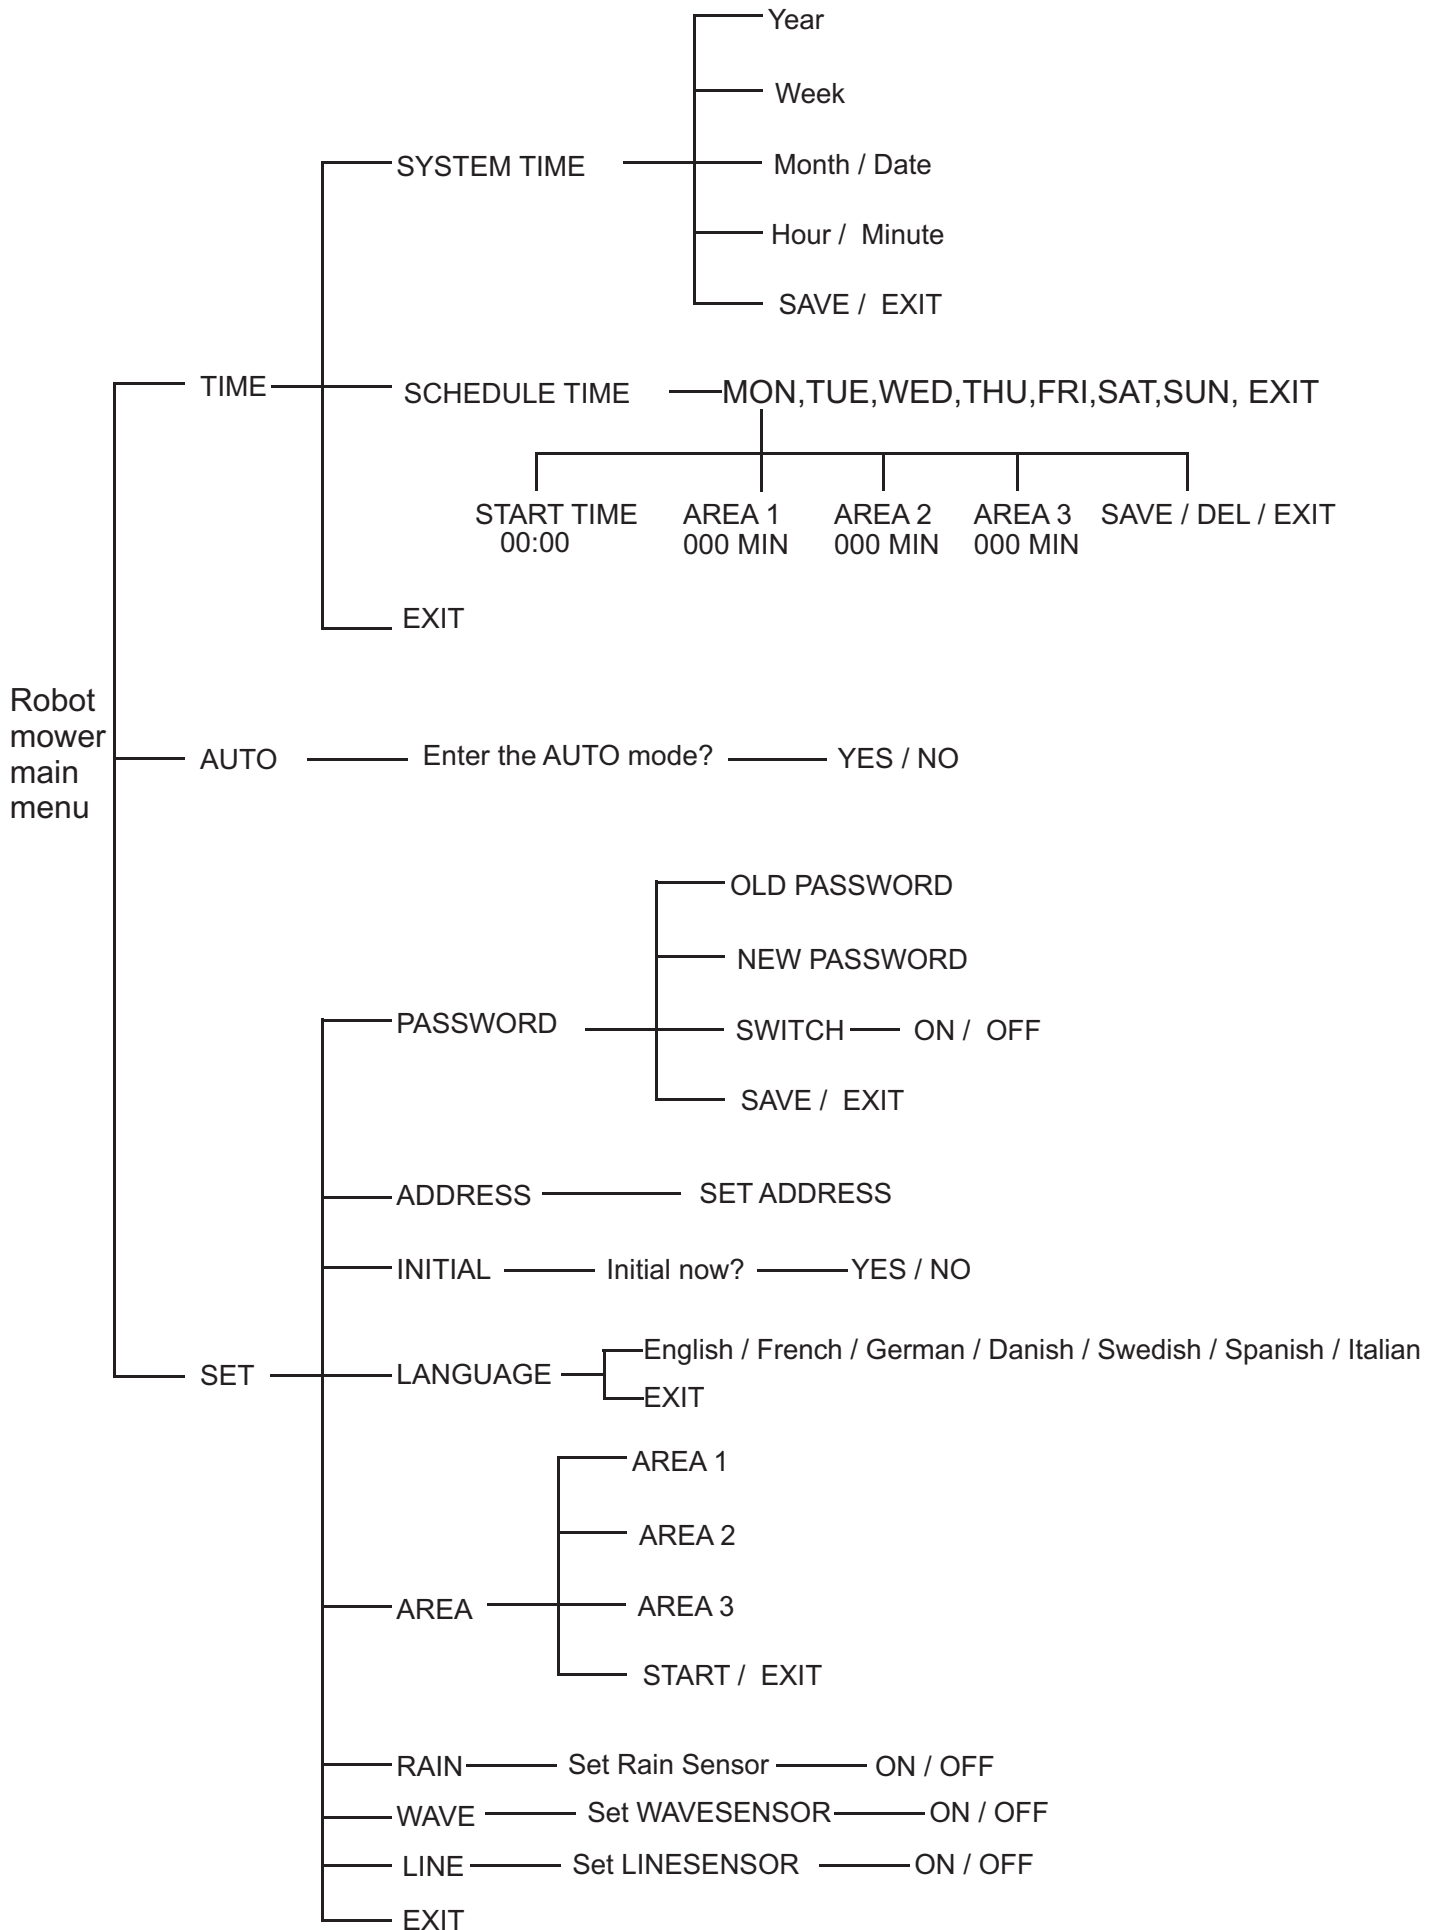 Year
Week
SYSTEM TIME
Month / Date
Hour /  Minute
SAVE /  EXIT
TIME
SCHEDULE TIME
MON,TUE,WED,THU,FRI,SAT,SUN, EXIT
START TIME
00:00
AREA 1
000 MIN
AREA 2
000 MIN
AREA 3
000 MIN
SAVE / DEL / EXIT
EXIT
Robot
mower
main
menu
AUTO
Enter the AUTO mode?
YES / NO
OLD PASSWORD
NEW PASSWORD
PASSWORD
SWITCH
ON /  OFF
SAVE /  EXIT
ADDRESS
SET ADDRESS
INITIAL
Initial now?
YES / NO
SET
LANGUAGE
English / French / German / Danish / Swedish / Spanish / Italian
EXIT
AREA 1
AREA 2
AREA
AREA 3
START /  EXIT
RAIN
Set Rain Sensor
ON / OFF
WAVE
Set WAVESENSOR
ON / OFF
LINE
Set LINESENSOR
ON / OFF
EXIT